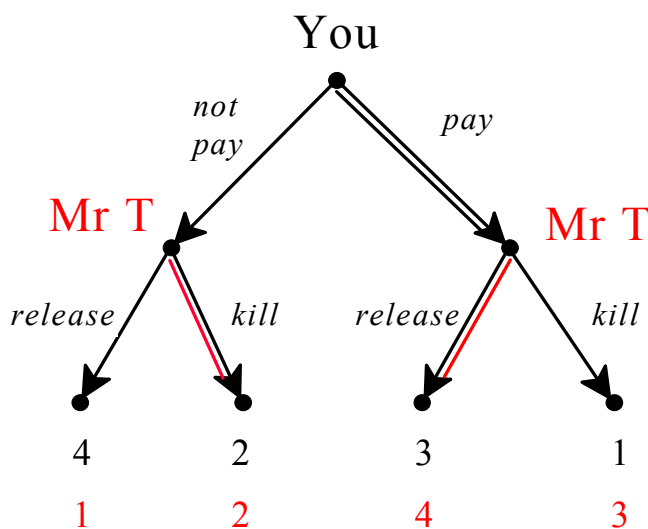 You
not
pay
pay
Mr T
Mr T
release
kill
release
kill
4 2 3 1
1 2 4 3